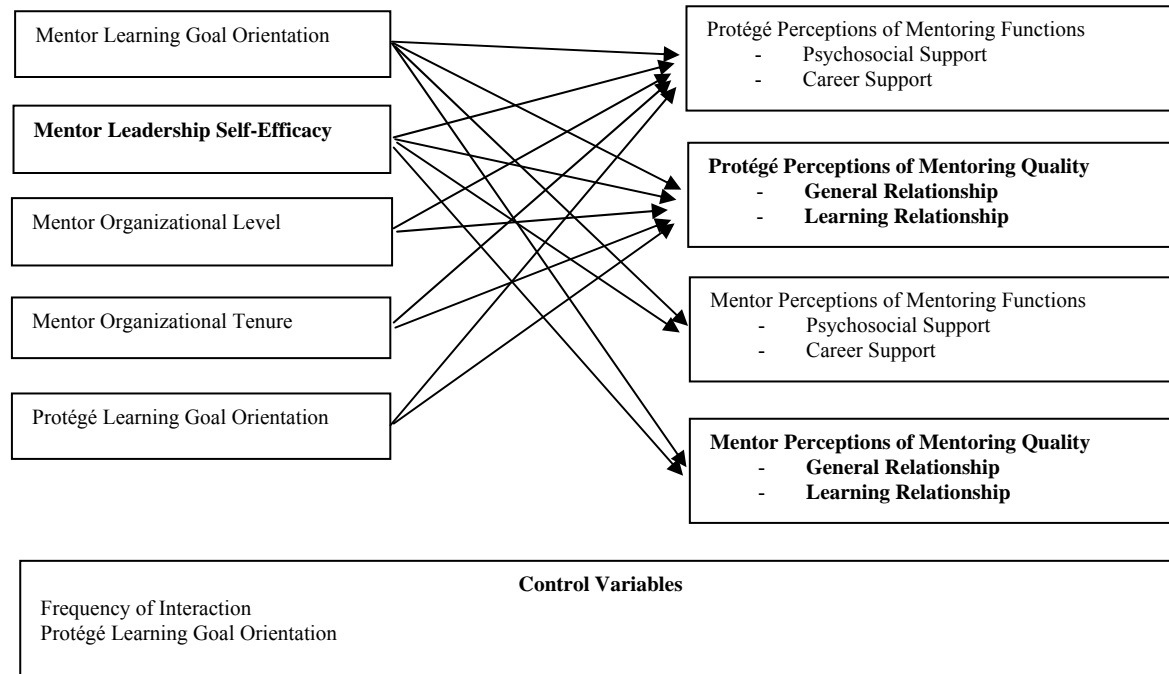 Mentor Learning Goal Orientation
Mentor Leadership Self-Efficacy
Mentor Organizational Level
Mentor Organizational Tenure
Protégé Learning Goal Orientation
Protégé Perceptions of Mentoring Functions
- Psychosocial Support
- Career Support
Protégé Perceptions of Mentoring Quality
- General Relationship
- Learning Relationship
Mentor Perceptions of Mentoring Functions
- Psychosocial Support
- Career Support
Mentor Perceptions of Mentoring Quality
- General Relationship
- Learning Relationship
Control Variables
Frequency of Interaction
Protégé Learning Goal Orientation